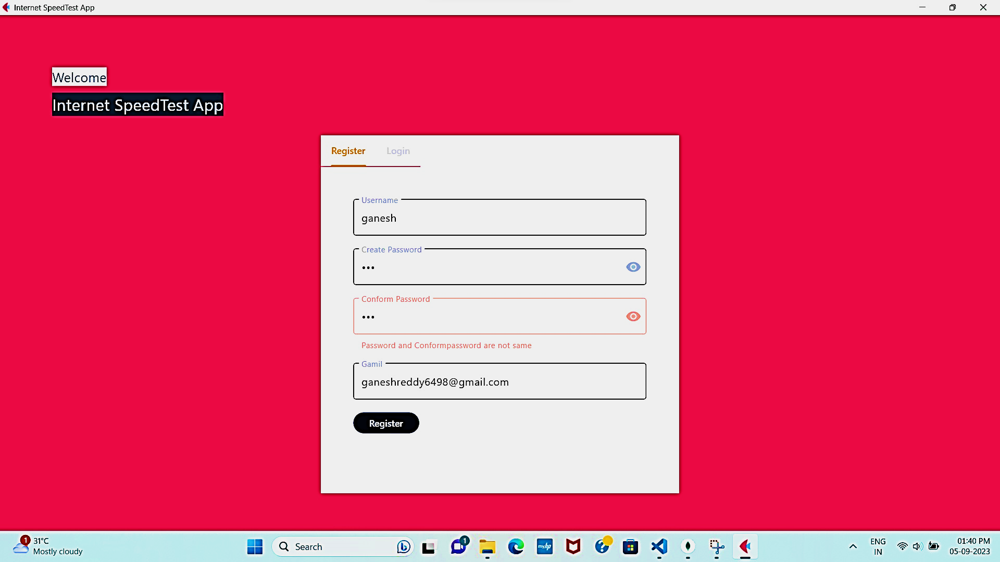 Internet SpeedTest App
Welcome
Internet SpeedTest App
Register Login
Username
ganesh
Create Password
•••
Conform Password
•••
Password and Conformpassword are not same
Gamil
ganeshreddy6498@gmail.com
Register
1
31°C
Mostly cloudy
Search
1
myhp
ENG
IN
01:40 PM
05-09-2023